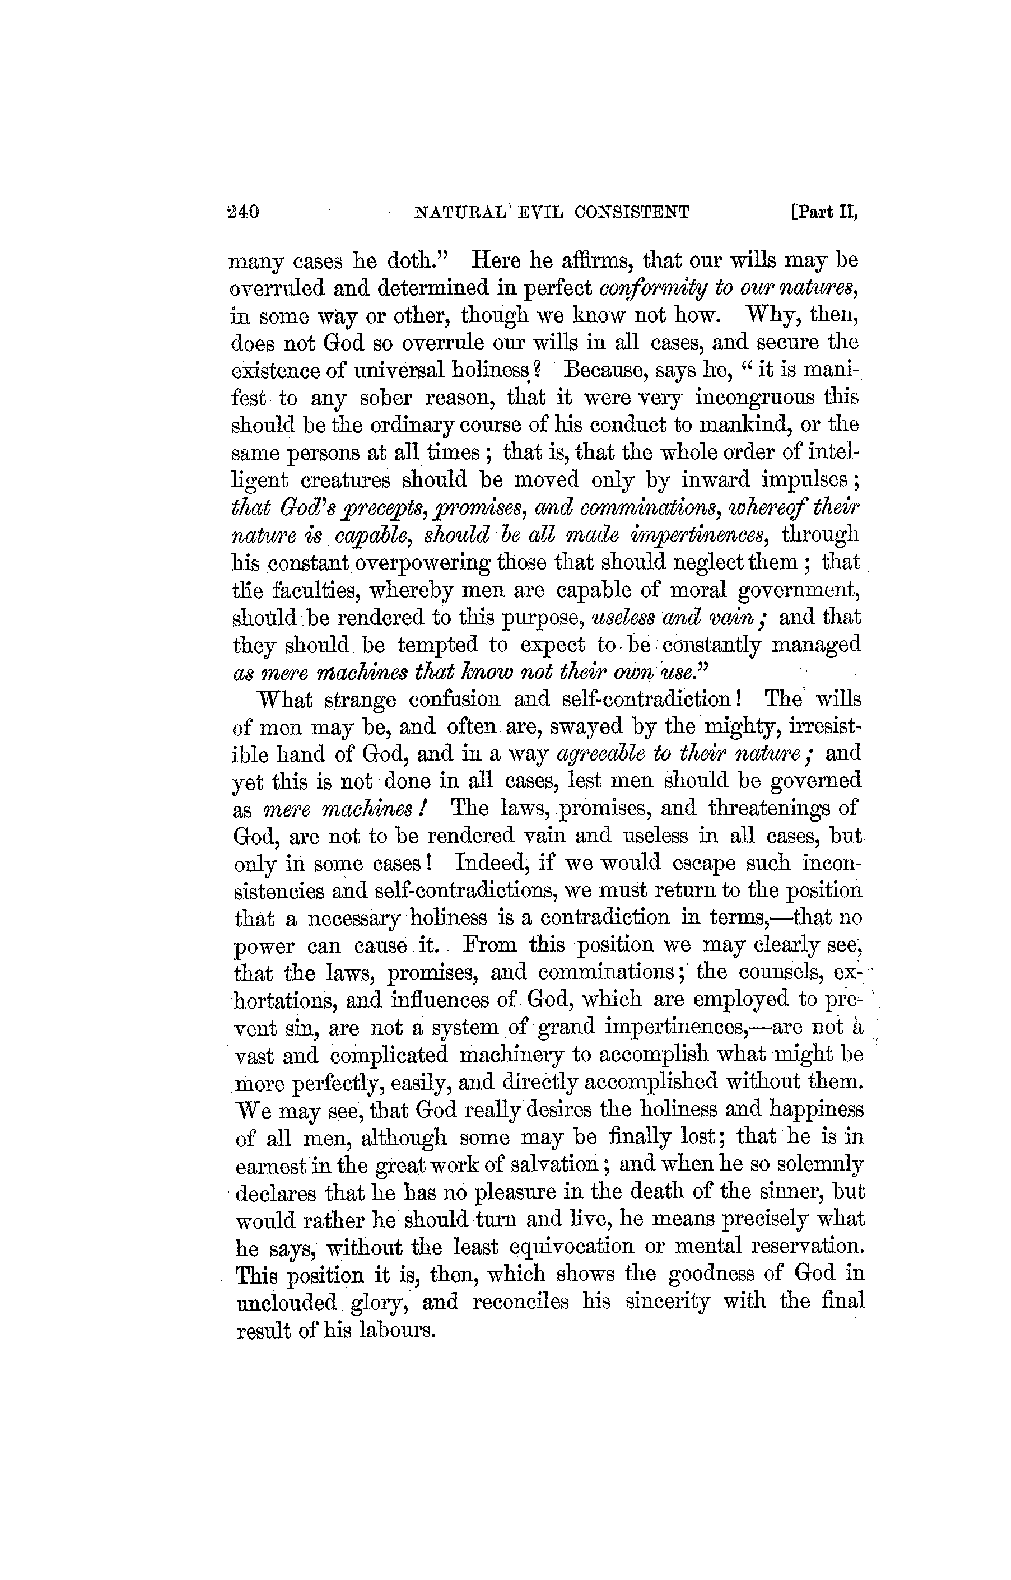 240 NATURAL EVIL CONSISTENT [Part II,
many cases he doth." Here he affirms, that our wills may be
overruled and determined in perfect conformity to our natures,
in some way or other, though we know not how. Why, then,
does not God so overrule our wills in all cases, and secure the
existence of universal holiness? Because, says he, "it is mani-
fest to any sober reason, that it were very incongruous this
should be the ordinary course of his conduct to mankind, or the
same persons at all times; that is, that the whole order of intel-
ligent creatures should be moved only by inward impulses;
that God's precepts, promises, and comminations, whereof their
nature is capable, should be all made impertinences, through
his constant overpowering those that should neglect them; that
the faculties, whereby men are capable of moral government,
should be rendered to this purpose, useless and vain; and that
they should be tempted to expect to be constantly managed
as mere machines that know not their own use."
What strange confusion and self-contradiction! The wills
of men may be, and often are, swayed by the mighty, irresist-
ible hand of God, and in a way agreeable to their nature; and
yet this is not done in all cases, lest men should be governed
as mere machines! The laws, promises, and threatenings of
God, are not to be rendered vain and useless in all cases, but
only in some cases! Indeed, if we would escape such incon-
sistencies and self-contradictions, we must return to the position
that a necessary holiness is a contradiction in terms,—that no
power can cause it. From this position we may clearly see,
that the laws, promises, and comminations; the counsels, ex-
hortations, and influences of God, which are employed to pre-
vent sin, are not a system of grand impertinences,—are not a
vast and complicated machinery to accomplish what might be
more perfectly, easily, and directly accomplished without them.
We may see, that God really desires the holiness and happiness
of all men, although some may be finally lost; that he is in
earnest in the great work of salvation; and when he so solemnly
declares that he has no pleasure in the death of the sinner, but
would rather he should turn and live, he means precisely what
he says, without the least equivocation or mental reservation.
This position it is, then, which shows the goodness of God in
unclouded glory, and reconciles his sincerity with the final
result of his labours.